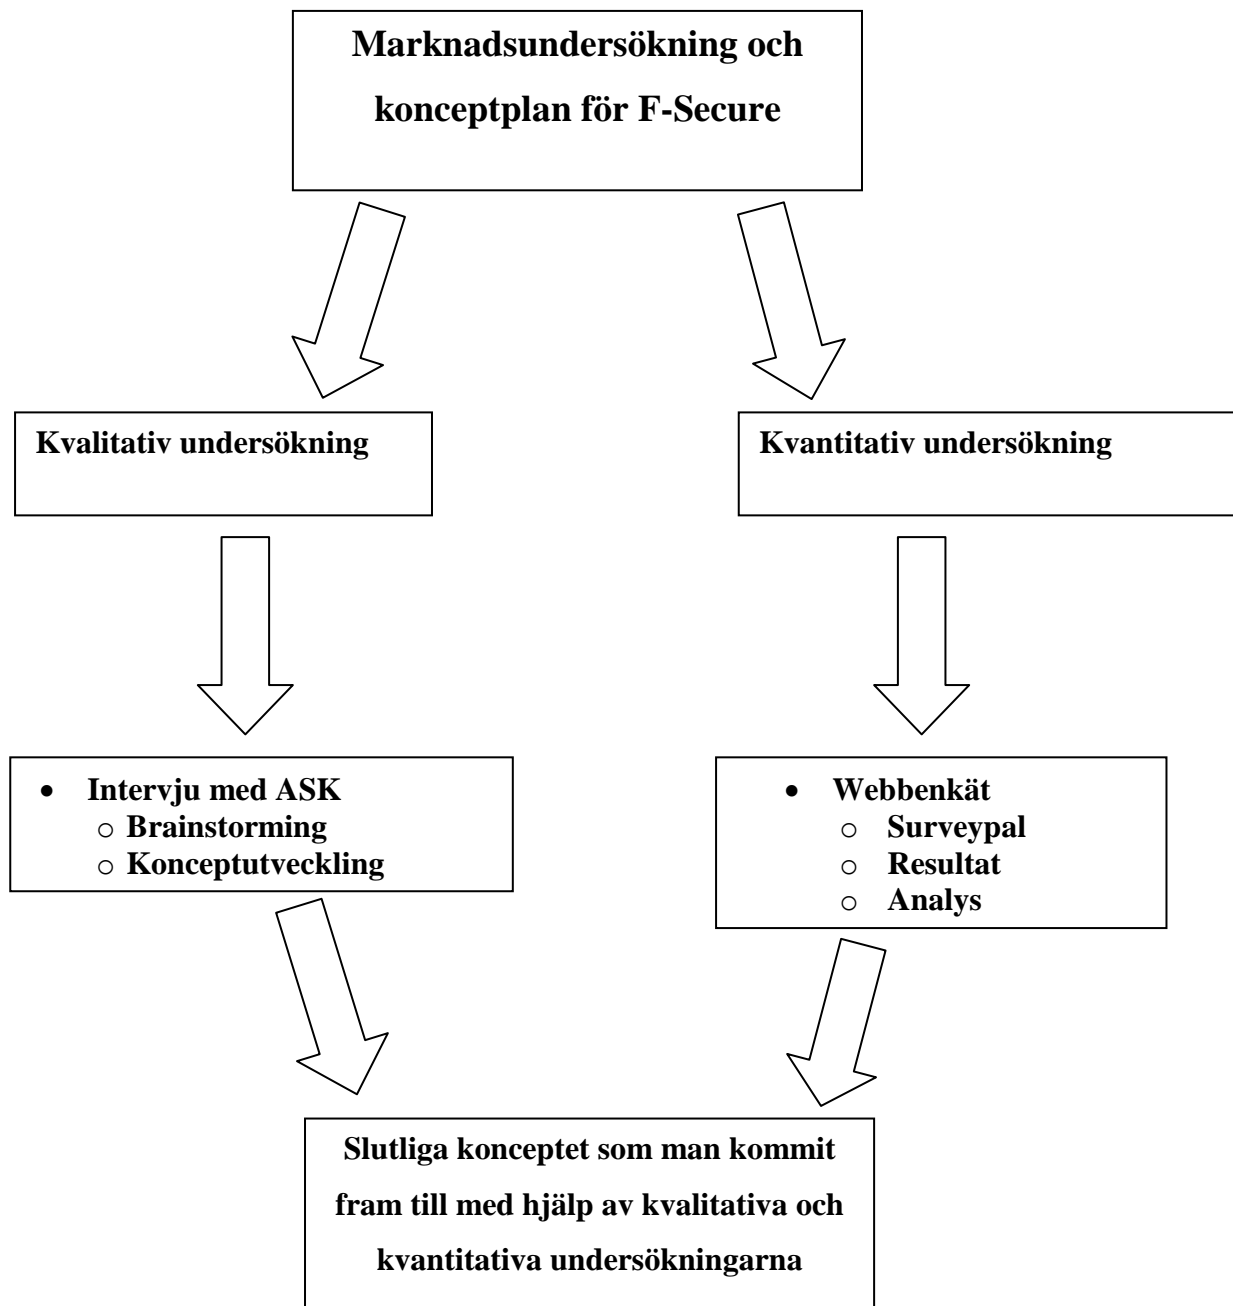 Marknadsundersökning och
konceptplan för F-Secure
Kvalitativ undersökning
Kvantitativ undersökning
• Intervju med ASK
o Brainstorming
o Konceptutveckling
• Webbenkät
o Surveypal
o Resultat
o Analys
Slutliga konceptet som man kommit
fram till med hjälp av kvalitativa och
kvantitativa undersökningarna